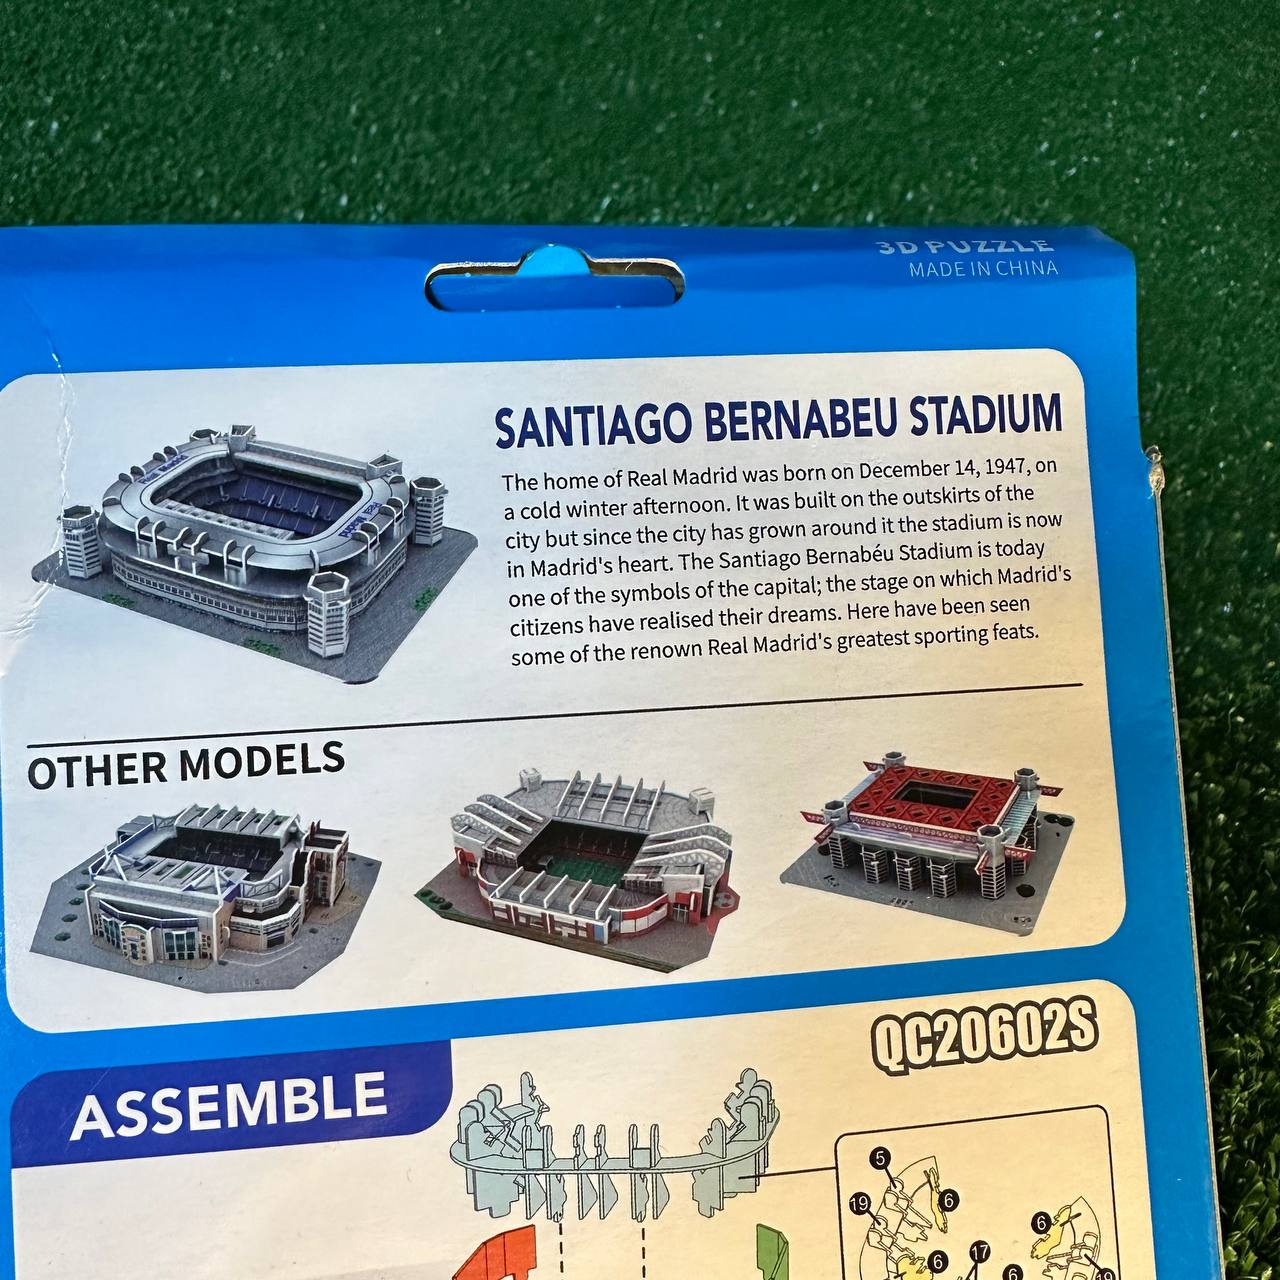 3D PUZZLE
MADE IN CHINA
SANTIAGO BERNABEU STADIUM
The home of Real Madrid was born on December 14, 1947, on
a cold winter afternoon. It was built on the outskirts of the
city but since the city has grown around it the stadium is now
in Madrid's heart. The Santiago Bernabéu Stadium is today
one of the symbols of the capital; the stage on which Madrid's
citizens have realised their dreams. Here have been seen
some of the renown Real Madrid's greatest sporting feats.
Real Madrid
Real Madrid
OTHER MODELS
QC20602S
ASSEMBLE
5
19
6
6
6
17
6